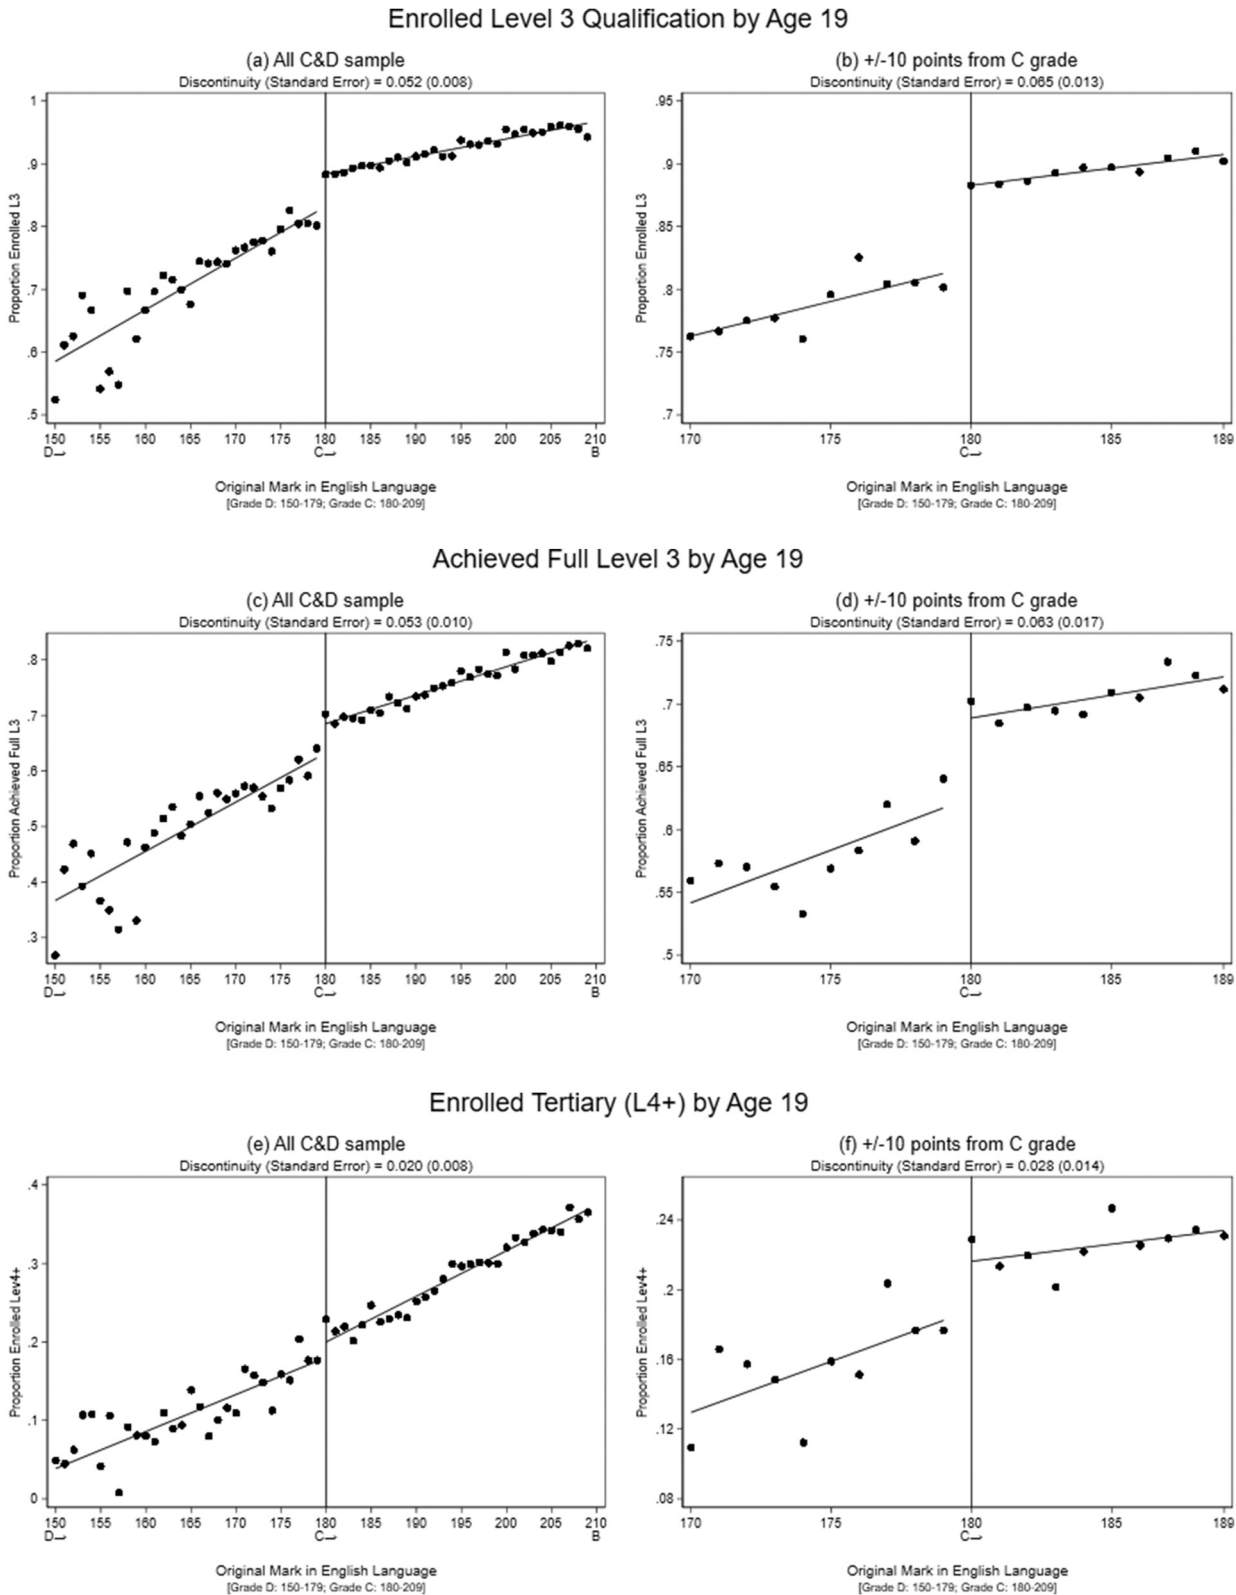 Enrolled Level 3 Qualification by Age 19
(a) All C&D sample
Discontinuity (Standard Error) = 0.052 (0.008)
Proportion Enrolled L3
1
.9
.8
.7
.6
.5
150 155 160 165 170 175 180 185 190 195 200 205 210
D C B
Original Mark in English Language
[Grade D: 150-179; Grade C: 180-209]
(b) +/-10 points from C grade
Discontinuity (Standard Error) = 0.065 (0.013)
Proportion Enrolled L3
.95
.9
.85
.8
.75
.7
170 175 180 185 189
C
Original Mark in English Language
[Grade D: 150-179; Grade C: 180-209]
Achieved Full Level 3 by Age 19
(c) All C&D sample
Discontinuity (Standard Error) = 0.053 (0.010)
Proportion Achieved Full L3
.8
.7
.6
.5
.4
.3
150 155 160 165 170 175 180 185 190 195 200 205 210
D C B
Original Mark in English Language
[Grade D: 150-179; Grade C: 180-209]
(d) +/-10 points from C grade
Discontinuity (Standard Error) = 0.063 (0.017)
Proportion Achieved Full L3
.75
.7
.65
.6
.55
.5
170 175 180 185 189
C
Original Mark in English Language
[Grade D: 150-179; Grade C: 180-209]
Enrolled Tertiary (L4+) by Age 19
(e) All C&D sample
Discontinuity (Standard Error) = 0.020 (0.008)
Proportion Enrolled Lev4+
.4
.3
.2
.1
0
150 155 160 165 170 175 180 185 190 195 200 205 210
D C B
Original Mark in English Language
[Grade D: 150-179; Grade C: 180-209]
(f) +/-10 points from C grade
Discontinuity (Standard Error) = 0.028 (0.014)
Proportion Enrolled Lev4+
.24
.2
.16
.12
.08
170 175 180 185 189
C
Original Mark in English Language
[Grade D: 150-179; Grade C: 180-209]